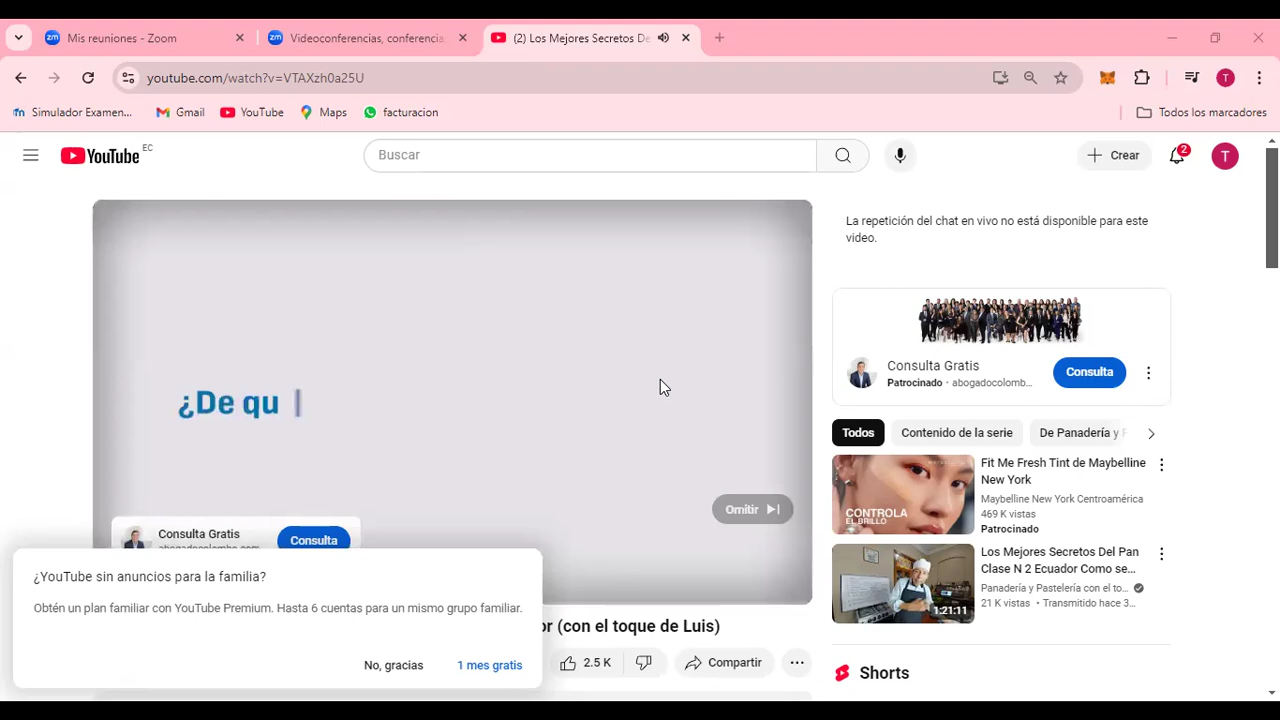 Mis reuniones - Zoom
Videoconferencias, conferencia
(2) Los Mejores Secretos De
youtube.com/watch?v=VTAXzh0a25U
Simulador Examen...
Gmail
YouTube
Maps
facturacion
Todos los marcadores
YouTube EC
Buscar
Crear
2
T
La repetición del chat en vivo no está disponible para este
video.
¿De qu
Consulta Gratis
Patrocinado · abogadocolomb...
Consulta
Todos
Contenido de la serie
De Panadería y
Omitir
CONTROLA
EL BRILLO
Fit Me Fresh Tint de Maybelline
New York
Maybelline New York Centroamérica
469 K vistas
Patrocinado
Consulta Gratis
Consulta
Los Mejores Secretos Del Pan
Clase N 2 Ecuador Como se...
Panadería y Pastelería con el to...
21 K vistas • Transmitido hace 3...
1:21:11
¿YouTube sin anuncios para la familia?
Obtén un plan familiar con YouTube Premium. Hasta 6 cuentas para un mismo grupo familiar.
No, gracias
1 mes gratis
(con el toque de Luis)
2.5 K
Compartir
Shorts